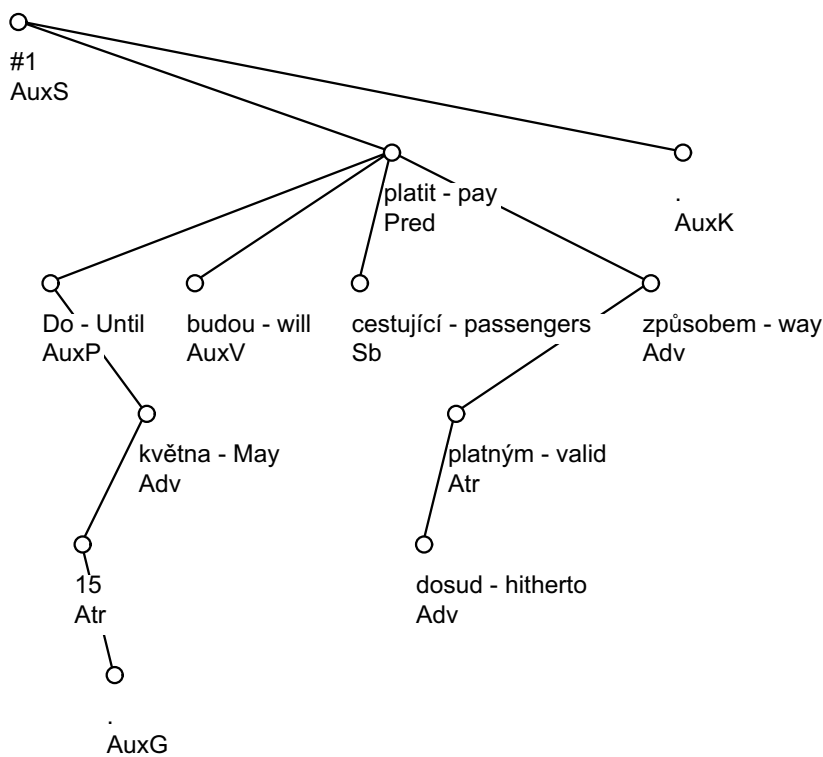 #1
AuxS
platit - pay
Pred
.
AuxK
Do - Until
AuxP
budou - will
AuxV
cestující - passengers
Sb
způsobem - way
Adv
května - May
Adv
platným - valid
Atr
15
Atr
dosud - hitherto
Adv
.
AuxG